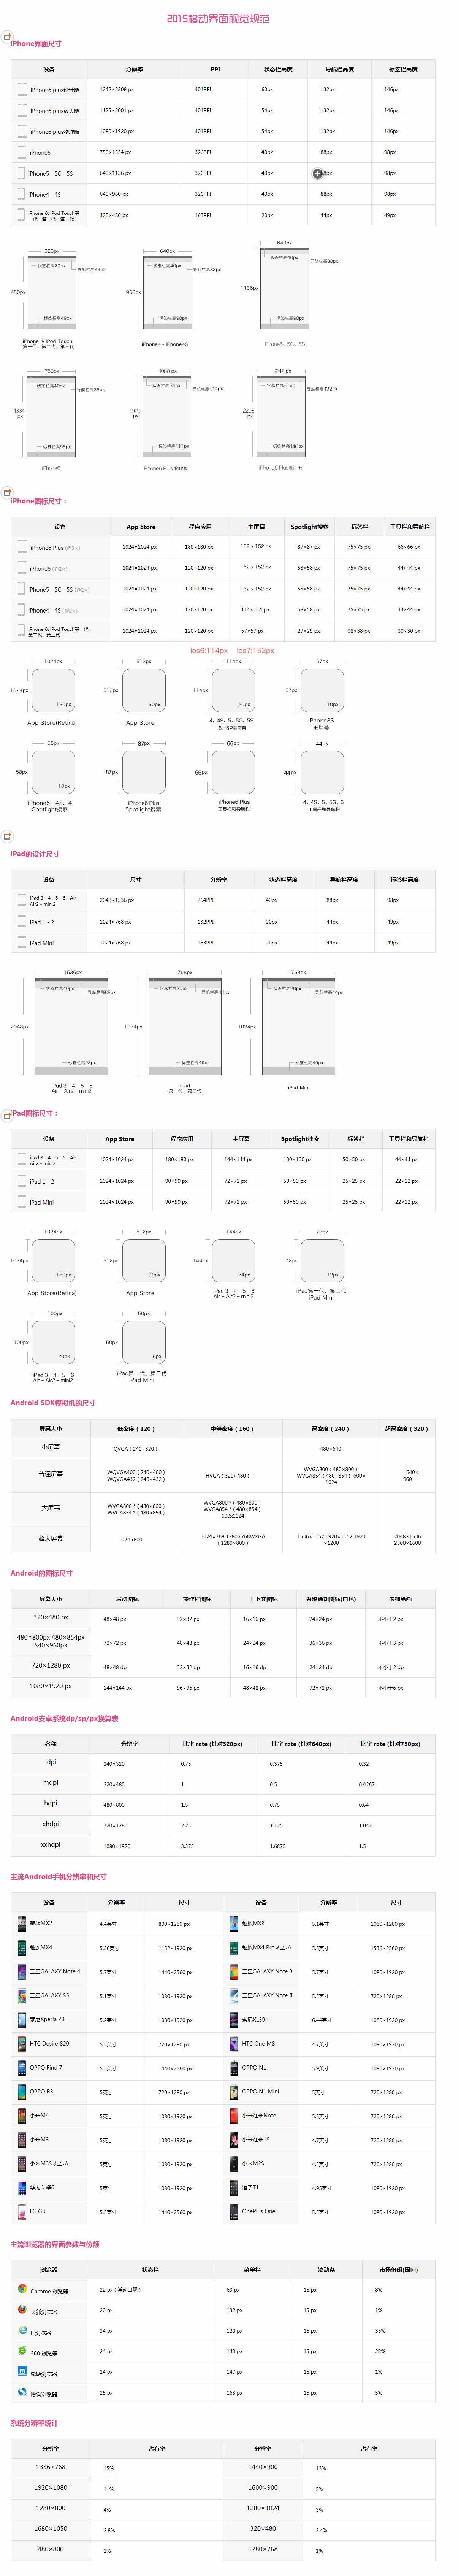 2015移动界面视觉规范
iPhone界面尺寸
设备 分辨率 PPI 状态栏高度 导航栏高度 标签栏高度
iPhone6 plus设计版 1242×2208 px 401PPI 60px 132px 146px
iPhone6 plus放大版 1125×2001 px 401PPI 54px 132px 146px
iPhone6 plus物理版 1080×1920 px 401PPI 54px 132px 146px
iPhone6 750×1334 px 326PPI 40px 88px 98px
iPhone5 - 5C - 5S 640×1136 px 326PPI 40px 8px 98px
iPhone4 - 4S 640×960 px 326PPI 40px 88px 98px
iPhone & iPod Touch第一代、第二代、第三代 320×480 px 163PPI 20px 44px 49px
320px 640px 640px
状态栏高20px 导航栏高44px 状态栏高40px 导航栏高88px 状态栏高40px 导航栏高88px
480px 960px 1136px
标签栏高49px 标签栏高98px 标签栏高98px
iPhone & iPod Touch 第一代、第二代、第三代 iPhone4 - iPhone4S iPhone5、5C、5S
750px 1080 px 1242 px
状态栏高40px 导航栏高88px 状态栏高54px 导航栏高132px 导航栏高132px
1334 px 1920 px 2208 px
标签栏高98px
iPhone6 iPhone6 Puls 物理版 iPhone6 Plus设计版
iPhone图标尺寸：
设备 App Store 程序应用 主屏幕 Spotlight搜索 标签栏 工具栏和导航栏
iPhone6 Plus (@3×) 1024×1024 px 180×180 px 152 x 152 px 87×87 px 75×75 px 66×66 px
iPhone6 (@2×) 1024×1024 px 120×120 px 152 x 152 px 58×58 px 75×75 px 44×44 px
iPhone5 - 5C - 5S (@2×) 1024×1024 px 120×120 px 152 x 152 px 58×58 px 75×75 px 44×44 px
iPhone4 - 4S (@2×) 1024×1024 px 120×120 px 114×114 px 58×58 px 75×75 px 44×44 px
iPhone & iPod Touch第一代、第二代、第三代 1024×1024 px 120×120 px 57×57 px 29×29 px 38×38 px 30×30 px
ios6:114px ios7:152px
1024px 512px 114px 57px
1024px 180px 512px 90px 114px 20px 57px 10px
App Store(Retina) App Store 4、4S、5、5C、5S 6、6P主屏幕 iPhone3S 主屏幕
58px 87px 66px 44px
58px 10px 87px 66px 44px
iPhone5、4S、4 Spotlight搜索 iPhone6 Plus Spotlight搜索 iPhone6 Plus 工具栏和导航栏 4、4S、5、5S、6 工具栏和导航栏
iPad的设计尺寸
设备 尺寸 分辨率 状态栏高度 导航栏高度 标签栏高度
iPad 3 - 4 - 5 - 6 - Air - Air2 - mini2 2048×1536 px 264PPI 40px 88px 98px
iPad 1 - 2 1024×768 px 132PPI 20px 44px 49px
iPad Mini 1024×768 px 163PPI 20px 44px 49px
1536px 768px 768px
状态栏高40px 导航栏高88px 状态栏高20px 导航栏高44px 状态栏高20px 导航栏高44px
2048px 1024px 1024px
标签栏高98px 标签栏高49px 标签栏高49px
iPad 3 – 4 – 5 – 6 Air – Air2 – mini2 iPad 第一代、第二代 iPad Mini
iPad图标尺寸：
设备 App Store 程序应用 主屏幕 Spotlight搜索 标签栏 工具栏和导航栏
iPad 3 - 4 - 5 - 6 - Air - Air2 - mini2 1024×1024 px 180×180 px 144×144 px 100×100 px 50×50 px 44×44 px
iPad 1 - 2 1024×1024 px 90×90 px 72×72 px 50×50 px 25×25 px 22×22 px
iPad Mini 1024×1024 px 90×90 px 72×72 px 50×50 px 25×25 px 22×22 px
1024px 512px 144px 72px
1024px 180px 512px 90px 144px 24px 72px 12px
App Store(Retina) App Store iPad 3 – 4 – 5 – 6 Air – Air2 – mini2 iPad第一代、第二代 iPad Mini
100px 50px
100px 20px 50px 9px
iPad 3 – 4 – 5 – 6 Air – Air2 – mini2 iPad第一代、第二代 iPad Mini
Android SDK模拟机的尺寸
屏幕大小 低密度（120） 中等密度（160） 高密度（240） 超高密度（320）
小屏幕 QVGA（240×320） 480×640
普通屏幕 WQVGA400（240×400） WQVGA432（240×432） HVGA（320×480） WVGA800（480×800） WVGA854（480×854） 600×1024 640×960
大屏幕 WVGA800 *（480×800） WVGA854 *（480×854） WVGA800 *（480×800） WVGA854 *（480×854） 600x1024
超大屏幕 1024×600 1024×768 1280×768WXGA（1280×800） 1536×1152 1920×1152 1920×1200 2048×1536 2560×1600
Android的图标尺寸
屏幕大小 启动图标 操作栏图标 上下文图标 系统通知图标(白色) 最细笔画
320×480 px 48×48 px 32×32 px 16×16 px 24×24 px 不小于2 px
480×800px 480×854px 540×960px 72×72 px 48×48 px 24×24 px 36×36 px 不小于3 px
720×1280 px 48×48 dp 32×32 dp 16×16 dp 24×24 dp 不小于2 dp
1080×1920 px 144×144 px 96×96 px 48×48 px 72×72 px 不小于6 px
Android安卓系统dp/sp/px换算表
名称 分辨率 比率 rate (针对320px) 比率 rate (针对640px) 比率 rate (针对750px)
idpi 240×320 0.75 0.375 0.32
mdpi 320×480 1 0.5 0.4267
hdpi 480×800 1.5 0.75 0.64
xhdpi 720×1280 2.25 1.125 1.042
xxhdpi 1080×1920 3.375 1.6875 1.5
主流Android手机分辨率和尺寸
设备 分辨率 尺寸 设备 分辨率 尺寸
魅族MX2 4.4英寸 800×1280 px 魅族MX3 5.1英寸 1080×1280 px
魅族MX4 5.36英寸 1152×1920 px 魅族MX4 Pro未上市 5.5英寸 1536×2560 px
三星GALAXY Note 4 5.7英寸 1440×2560 px 三星GALAXY Note 3 5.7英寸 1080×1920 px
三星GALAXY S5 5.1英寸 1080×1920 px 三星GALAXY Note II 5.5英寸 720×1280 px
索尼Xperia Z3 5.2英寸 1080×1920 px 索尼XL39h 6.44英寸 1080×1920 px
HTC Desire 820 5.5英寸 720×1280 px HTC One M8 4.7英寸 1080×1920 px
OPPO Find 7 5.5英寸 1440×2560 px OPPO N1 5.9英寸 1080×1920 px
OPPO R3 5英寸 720×1280 px OPPO N1 Mini 5英寸 720×1280 px
小米M4 5英寸 1080×1920 px 小米红米Note 5.5英寸 720×1280 px
小米M3 5英寸 1080×1920 px 小米红米1S 4.7英寸 720×1280 px
小米M3S未上市 5英寸 1080×1920 px 小米M2S 4.3英寸 720×1280 px
华为荣耀6 5英寸 1080×1920 px 锤子T1 4.95英寸 1080×1920 px
LG G3 5.5英寸 1440×2560 px OnePlus One 5.5英寸 1080×1920 px
主流浏览器的界面参数与份额
浏览器 状态栏 菜单栏 滚动条 市场份额(国内)
Chrome 浏览器 22 px（浮动出现） 60 px 15 px 8%
火狐浏览器 20 px 132 px 15 px 1%
IE浏览器 24 px 120 px 15 px 35%
360 浏览器 24 px 140 px 15 px 28%
遨游浏览器 24 px 147 px 15 px 1%
搜狗浏览器 25 px 163 px 15 px 5%
系统分辨率统计
分辨率 占有率 分辨率 占有率
1336×768 15% 1440×900 13%
1920×1080 11% 1600×900 5%
1280×800 4% 1280×1024 3%
1680×1050 2.8% 320×480 2.4%
480×800 2% 1280×768 1%